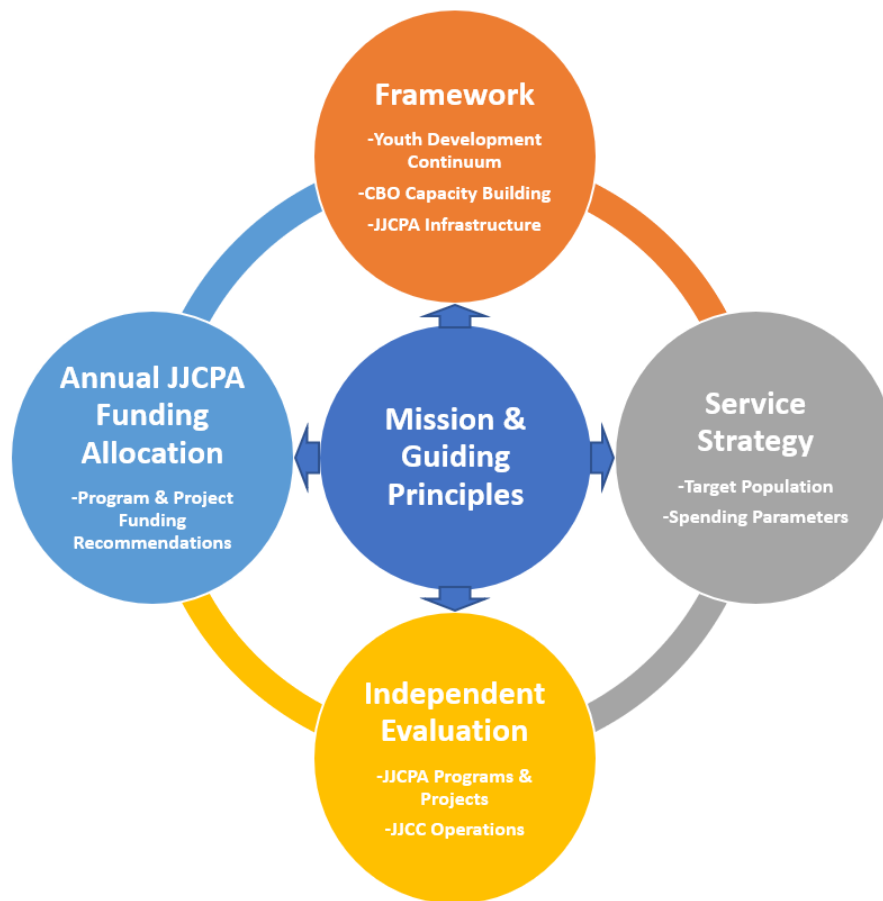 Framework
-Youth Development
Continuum
-CBO Capacity Building
-JJCPA Infrastructure
Annual JJCPA
Funding
Allocation
-Program & Project
Funding
Recommendations
Mission &
Guiding
Principles
Service
Strategy
-Target Population
-Spending Parameters
Independent
Evaluation
-JJCPA Programs &
Projects
-JJCC Operations